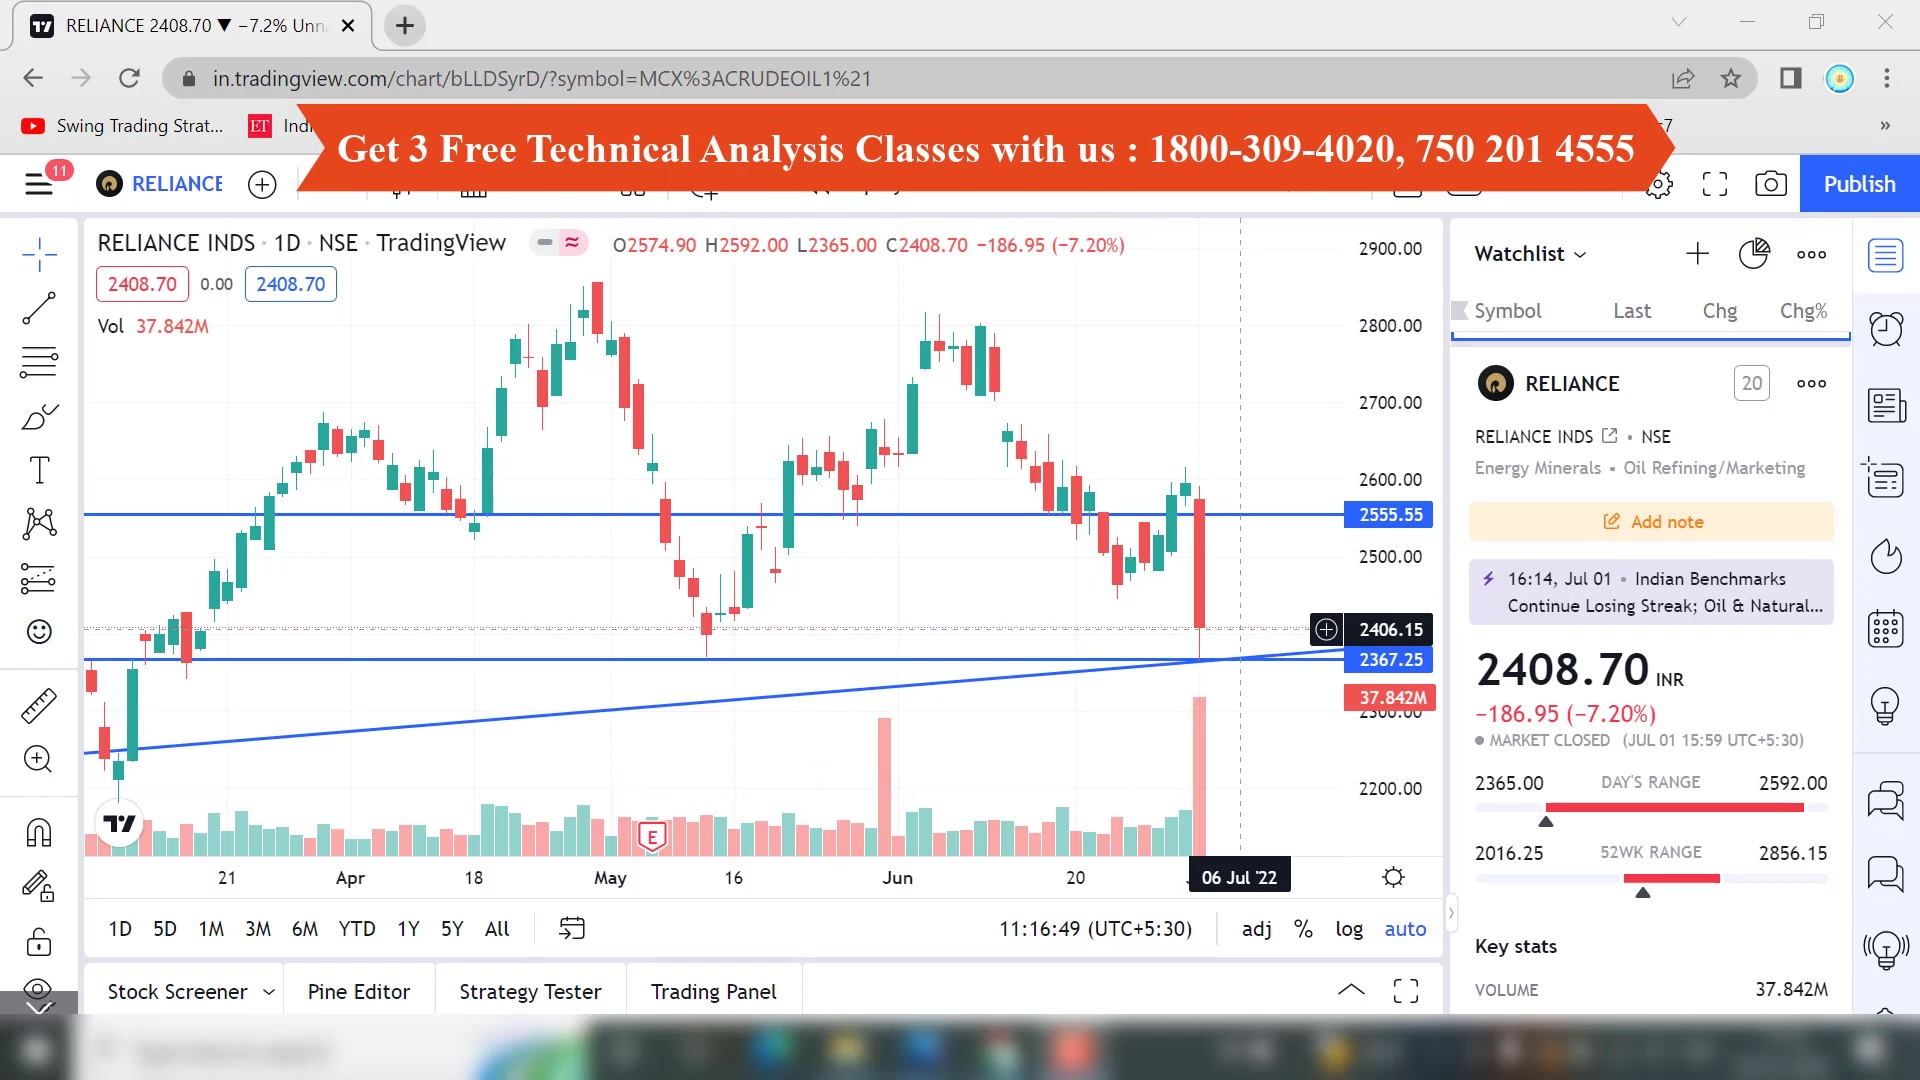 RELIANCE 2408.70 ▼ −7.2% Unn
in.tradingview.com/chart/bLLDSyrD/?symbol=MCX%3ACRUDEOIL1%21
Swing Trading Strat...
ET
Get 3 Free Technical Analysis Classes with us : 1800-309-4020, 750 201 4555
11
RELIANCE
Publish
RELIANCE INDS · 1D · NSE · TradingView
O2574.90 H2592.00 L2365.00 C2408.70 −186.95 (−7.20%)
2408.70 0.00 2408.70
Vol 37.842M
2900.00
2800.00
2700.00
2600.00
2555.55
2500.00
2406.15
2367.25
37.842M
2300.00
2200.00
E
21 Apr 18 May 16 Jun 20 06 Jul '22
1D 5D 1M 3M 6M YTD 1Y 5Y All
11:16:49 (UTC+5:30) adj % log auto
Stock Screener Pine Editor Strategy Tester Trading Panel
Watchlist
Symbol Last Chg Chg%
RELIANCE 20
RELIANCE INDS • NSE
Energy Minerals • Oil Refining/Marketing
Add note
16:14, Jul 01 • Indian Benchmarks
Continue Losing Streak; Oil & Natural...
2408.70 INR
−186.95 (−7.20%)
MARKET CLOSED (JUL 01 15:59 UTC+5:30)
2365.00 DAY'S RANGE 2592.00
2016.25 52WK RANGE 2856.15
Key stats
VOLUME 37.842M